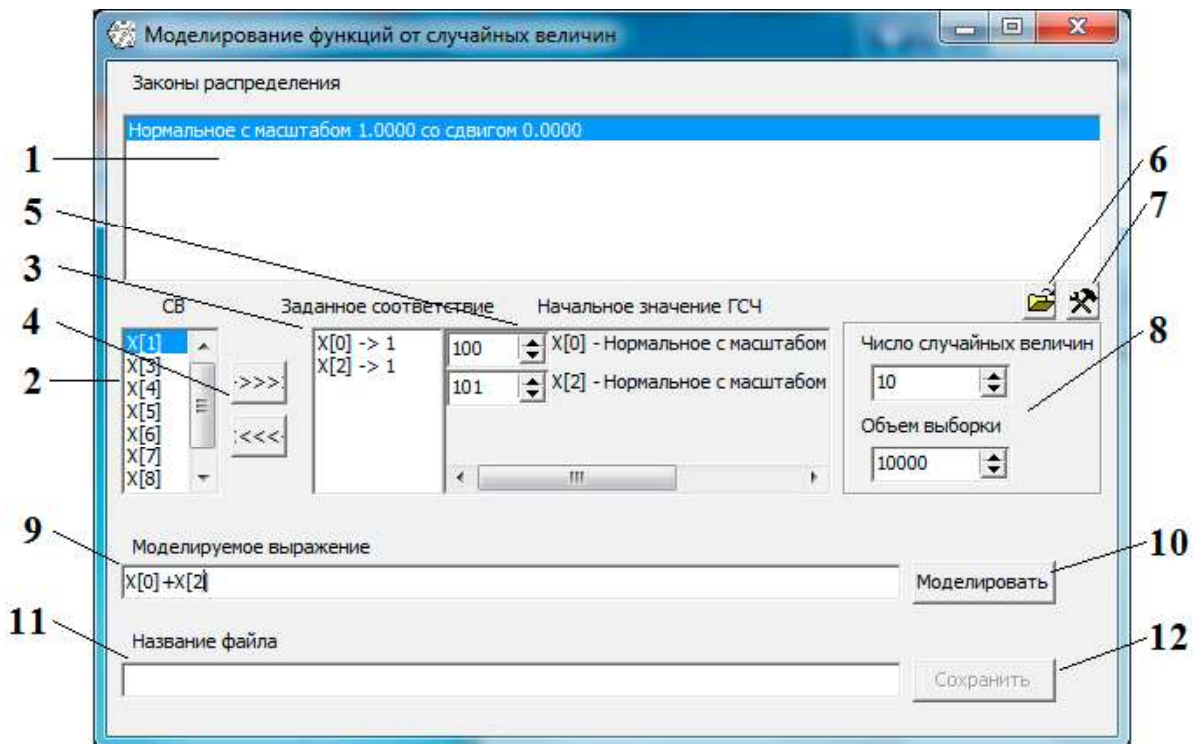 Моделирование функций от случайных величин
Законы распределения
Нормальное с масштабом 1.0000 со сдвигом 0.0000
1
6
5
7
3
СВ
Заданное соответствие
Начальное значение ГСЧ
4
2
X[1]
X[3]
X[4]
X[5]
X[6]
X[7]
X[8]
>>>
<<<
X[0] -> 1
X[2] -> 1
100
X[0] - Нормальное с масштабом
101
X[2] - Нормальное с масштабом
Число случайных величин
8
10
Объем выборки
10000
9
Моделируемое выражение
10
X[0]+X[2]
Моделировать
11
Название файла
12
Сохранить